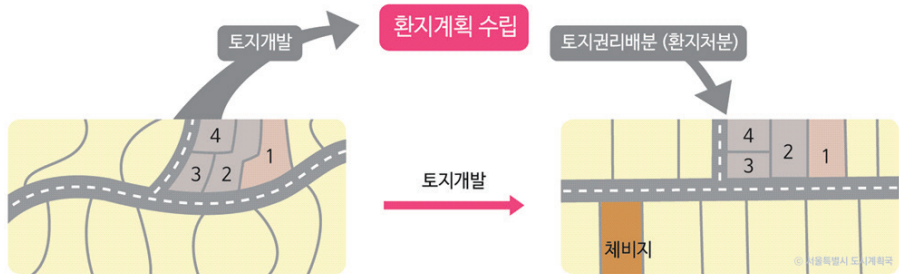 환지계획 수립
토지개발
토지권리배분 (환지처분)
4
3
2
1
토지개발
4
3
2
1
체비지
© 서울특별시 도시계획국